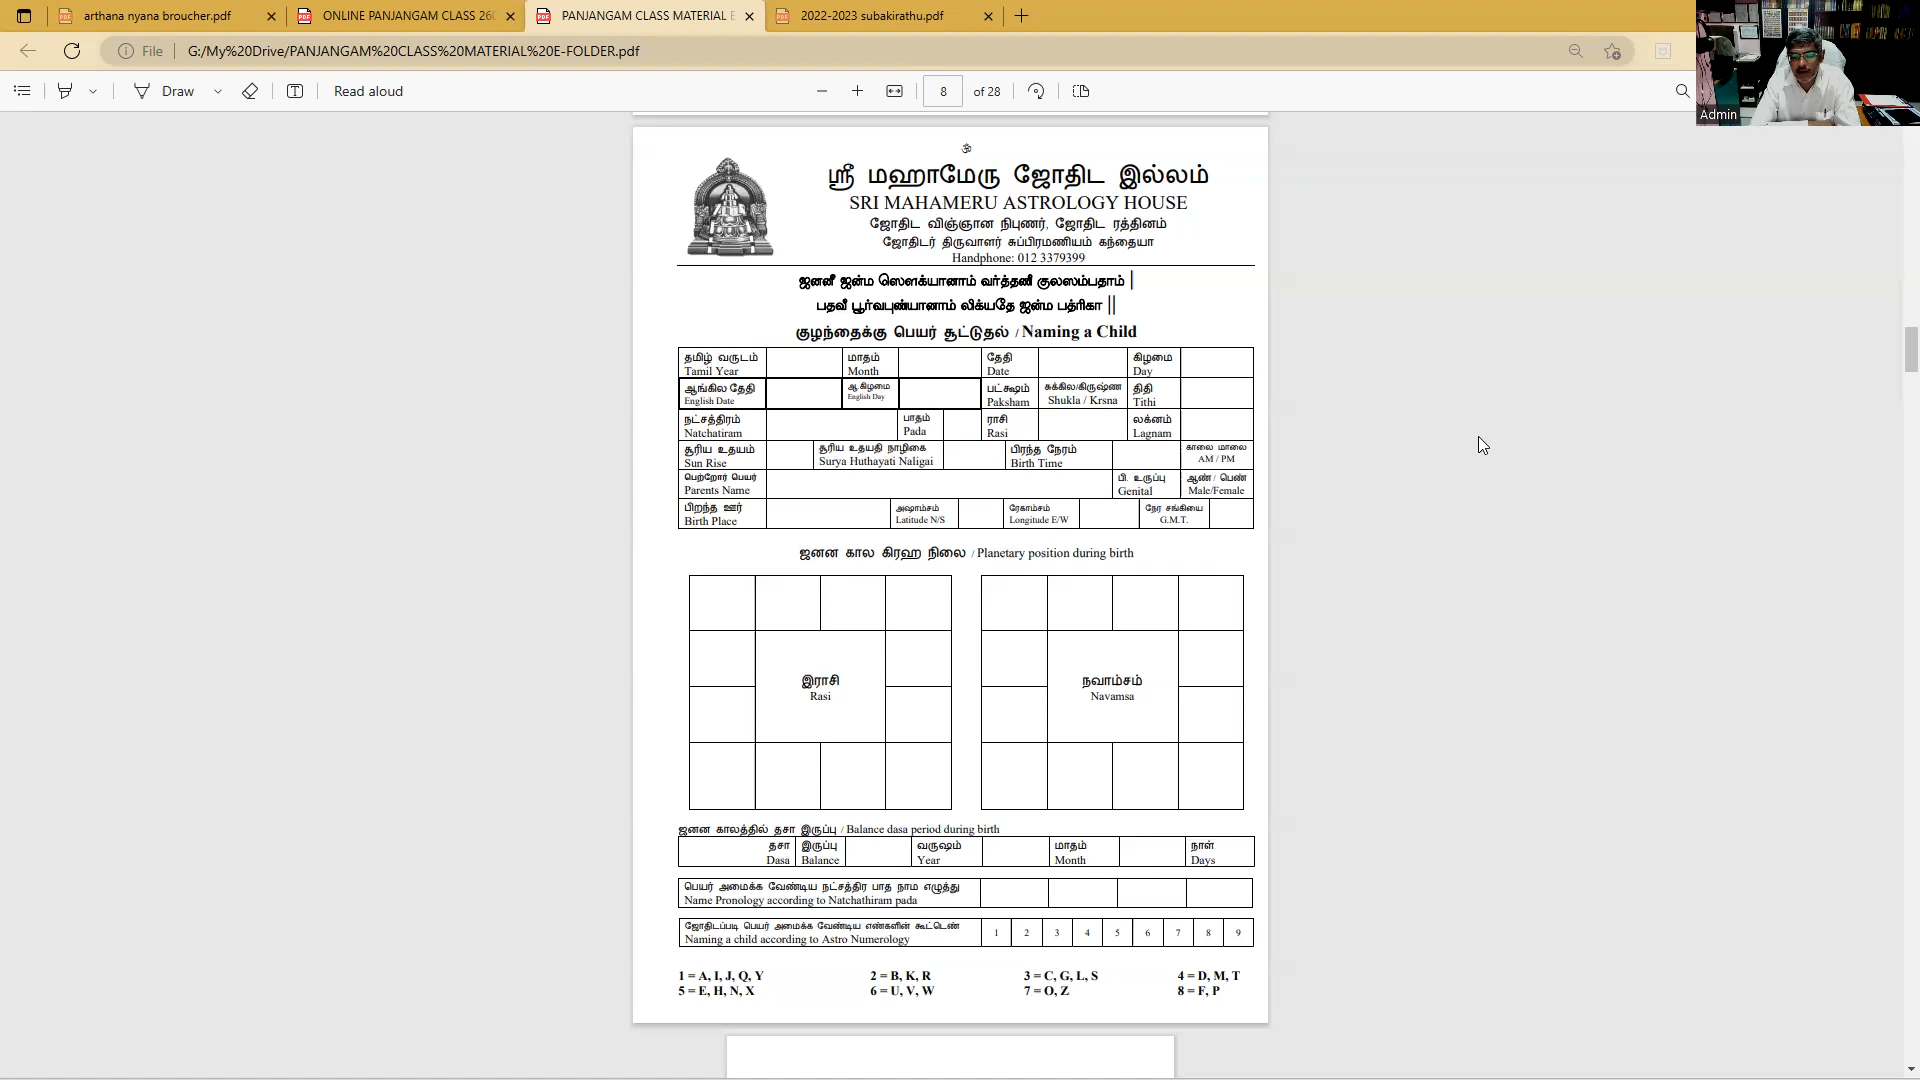 arthana nyana broucher.pdf
ONLINE PANJANGAM CLASS 260
PANJANGAM CLASS MATERIAL E
2022-2023 subakirathu.pdf
File G:/My%20Drive/PANJANGAM%20CLASS%20MATERIAL%20E-FOLDER.pdf
Draw
Read aloud
8 of 28
Admin
ॐ
ஸ்ரீ மஹாமேரு ஜோதிட இல்லம்
SRI MAHAMERU ASTROLOGY HOUSE
ஜோதிட விஞ்ஞான நிபுணர், ஜோதிட ரத்தினம்
ஜோதிடர் திருவாளர் சுப்பிரமணியம் கந்தையா
Handphone: 012 3379399
ஜனனீ ஜன்ம ஸௌக்யானாம் வர்த்தனீ குலஸம்பதாம் |
பதவீ பூர்வபுண்யானாம் லிக்யதே ஜன்ம பத்ரிகா ||
குழந்தைக்கு பெயர் சூட்டுதல் / Naming a Child
தமிழ் வருடம் மாதம் தேதி கிழமை
Tamil Year Month Date Day
ஆங்கில தேதி ஆ.கிழமை பட்க்ஷம் சுக்கில/கிருஷ்ண திதி
English Date English Day Paksham Shukla / Krsna Tithi
நட்சத்திரம் பாதம் ராசி லக்னம்
Natchatiram Pada Rasi Lagnam
சூரிய உதயம் சூரிய உதயதி நாழிகை பிறந்த நேரம் காலை மாலை
Sun Rise Surya Huthayati Naligai Birth Time AM / PM
பெற்றோர் பெயர் பி. உருப்பு ஆண் / பெண்
Parents Name Genital Male/Female
பிறந்த ஊர் அஷாம்சம் ரேகாம்சம் நேர சங்கியை
Birth Place Latitude N/S Longitude E/W G.M.T.
ஜனன கால கிரஹ நிலை / Planetary position during birth
இராசி நவாம்சம்
Rasi Navamsa
ஜனன காலத்தில் தசா இருப்பு / Balance dasa period during birth
தசா இருப்பு வருஷம் மாதம் நாள்
Dasa Balance Year Month Days
பெயர் அமைக்க வேண்டிய நட்சத்திர பாத நாம எழுத்து
Name Pronology according to Natchathiram pada
ஜோதிடப்படி பெயர் அமைக்க வேண்டிய எண்களின் கூட்டெண்
Naming a child according to Astro Numerology 1 2 3 4 5 6 7 8 9
1 = A, I, J, Q, Y 2 = B, K, R 3 = C, G, L, S 4 = D, M, T
5 = E, H, N, X 6 = U, V, W 7 = O, Z 8 = F, P